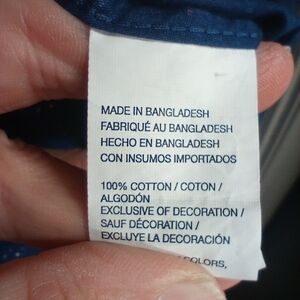 MADE IN BANGLADESH
FABRIQUÉ AU BANGLADESH
HECHO EN BANGLADESH
CON INSUMOS IMPORTADOS
100% COTTON / COTON /
ALGODÓN
EXCLUSIVE OF DECORATION /
SAUF DÉCORATION /
EXCLUYE LA DECORACIÓN
COLORS,